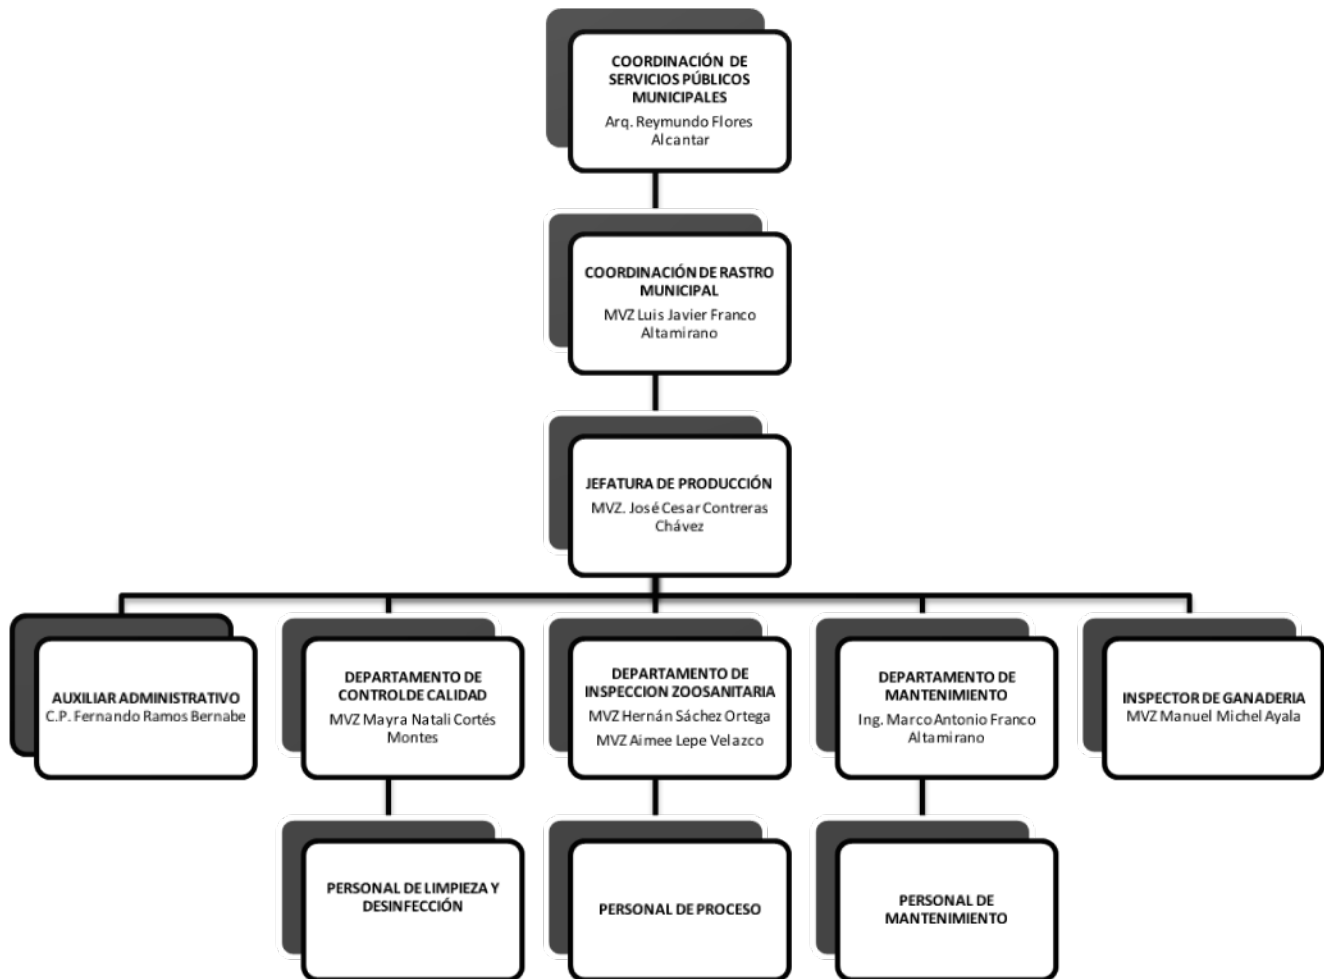 COORDINACIÓN DE
SERVICIOS PÚBLICOS
MUNICIPALES
Arq. Reymundo Flores
Alcantar
COORDINACIÓN DE RASTRO
MUNICIPAL
MVZ Luis Javier Franco
Altamirano
JEFATURA DE PRODUCCIÓN
MVZ. José Cesar Contreras
Chávez
AUXILIAR ADMINISTRATIVO
C.P. Fernando Ramos Bernabe
DEPARTAMENTO DE
CONTROLDE CALIDAD
MVZ Mayra Natali Cortés
Montes
DEPARTAMENTO DE
INSPECCION ZOOSANITARIA
MVZ Hernán Sáchez Ortega
MVZ Aimee Lepe Velazco
DEPARTAMENTO DE
MANTENIMIENTO
Ing. Marco Antonio Franco
Altamirano
INSPECTOR DE GANADERIA
MVZ Manuel Michel Ayala
PERSONAL DE LIMPIEZA Y
DESINFECCIÓN
PERSONAL DE PROCESO
PERSONAL DE
MANTENIMIENTO